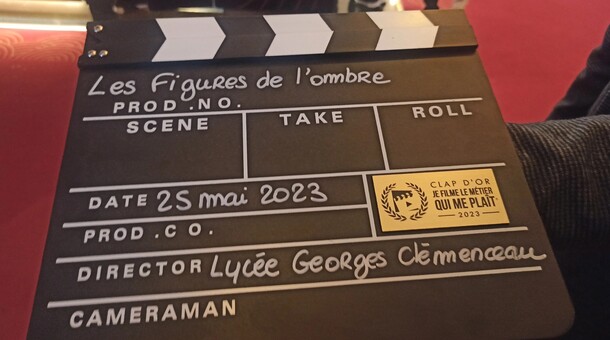 Les Figures de l'ombre
PROD.NO.
SCENE TAKE ROLL
DATE 25 mai 2023
CLAP D'OR
JE FILME LE MÉTIER
QUI ME PLAÎT
2023
PROD.CO.
DIRECTOR Lycée Georges Clémenceau
CAMERAMAN